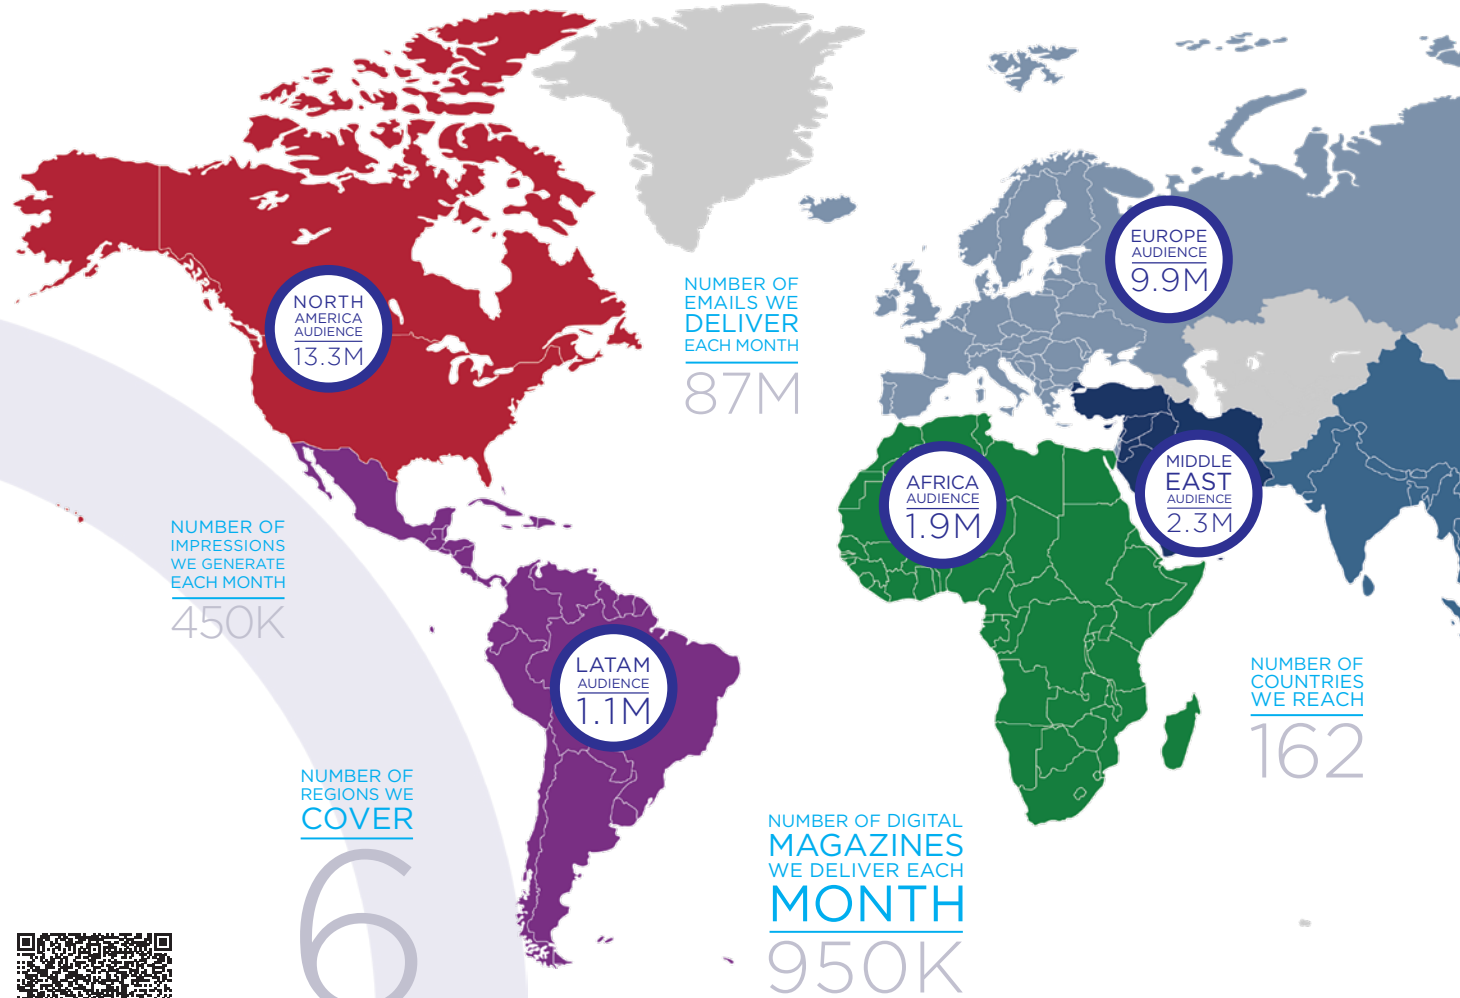 EUROPE
AUDIENCE
9.9M
NORTH
AMERICA
AUDIENCE
13.3M
NUMBER OF
EMAILS WE
DELIVER
EACH MONTH
87M
AFRICA
AUDIENCE
1.9M
MIDDLE
EAST
AUDIENCE
2.3M
NUMBER OF
IMPRESSIONS
WE GENERATE
EACH MONTH
450K
LATAM
AUDIENCE
1.1M
NUMBER OF
COUNTRIES
WE REACH
162
NUMBER OF
REGIONS WE
COVER
6
NUMBER OF DIGITAL
MAGAZINES
WE DELIVER EACH
MONTH
950K